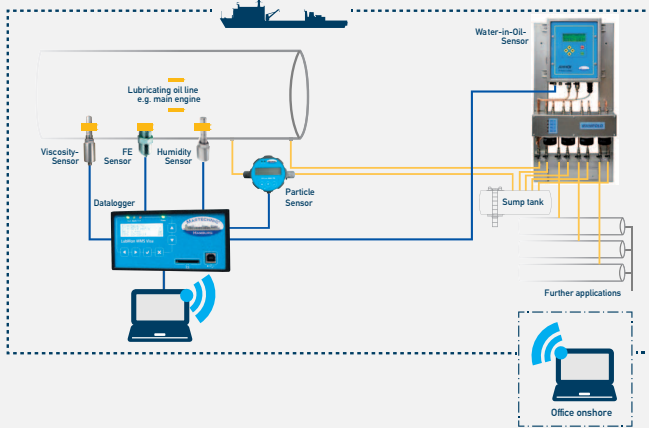 Water-in-Oil-
Sensor
Lubricating oil line
e.g. main engine
Viscosity-
Sensor
FE
Sensor
Humidity
Sensor
Particle
Sensor
Datalogger
MARTECHNIC
Sump tank
Further applications
Office onshore